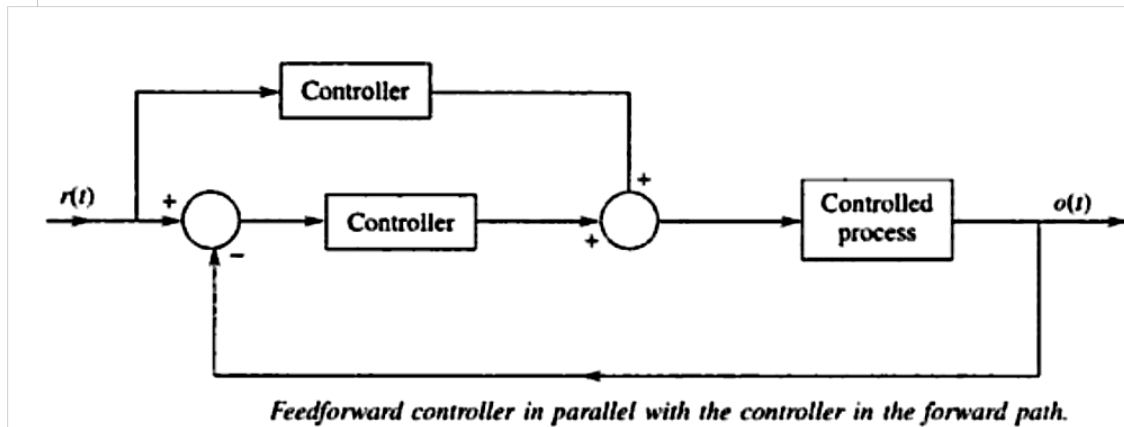 Controller
r(t)
+
+
Controller
+
Controlled
process
o(t)
+
−
Feedforward controller in parallel with the controller in the forward path.